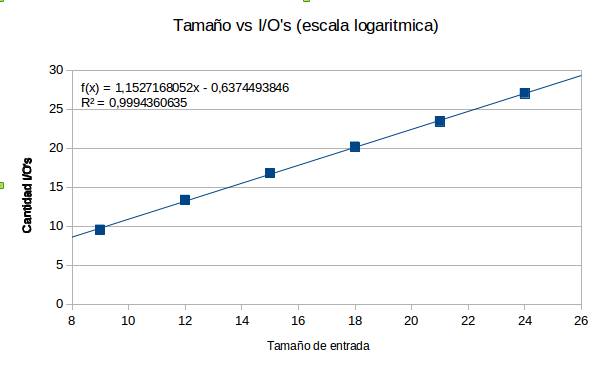 Tamaño vs I/O's (escala logaritmica)
f(x) = 1,1527168052x - 0,6374493846
R² = 0,9994360635
30
25
20
15
10
5
0
Cantidad I/O's
8 10 12 14 16 18 20 22 24 26
Tamaño de entrada